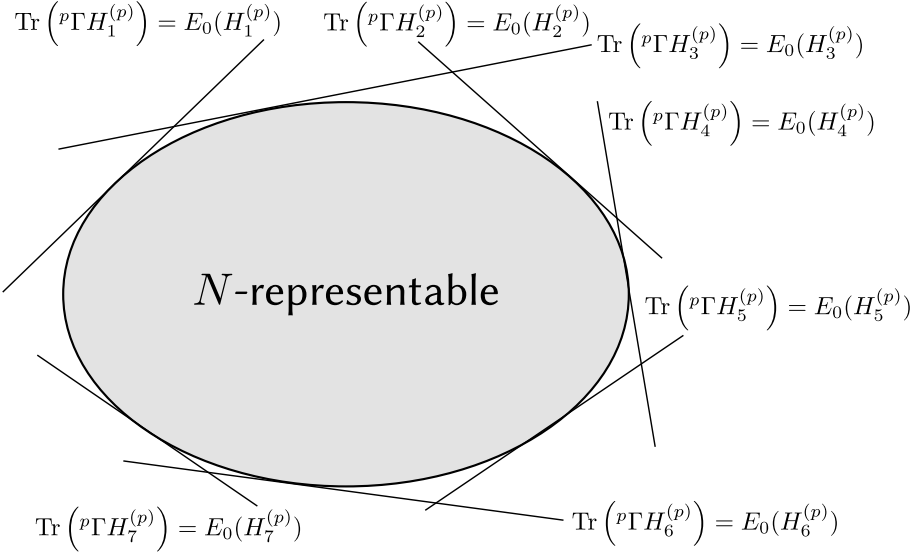 Tr (ᵖΓH₁⁽ᵖ⁾) = E₀(H₁⁽ᵖ⁾)
Tr (ᵖΓH₂⁽ᵖ⁾) = E₀(H₂⁽ᵖ⁾)
Tr (ᵖΓH₃⁽ᵖ⁾) = E₀(H₃⁽ᵖ⁾)
Tr (ᵖΓH₄⁽ᵖ⁾) = E₀(H₄⁽ᵖ⁾)
N-representable
Tr (ᵖΓH₅⁽ᵖ⁾) = E₀(H₅⁽ᵖ⁾)
Tr (ᵖΓH₇⁽ᵖ⁾) = E₀(H₇⁽ᵖ⁾)
Tr (ᵖΓH₆⁽ᵖ⁾) = E₀(H₆⁽ᵖ⁾)